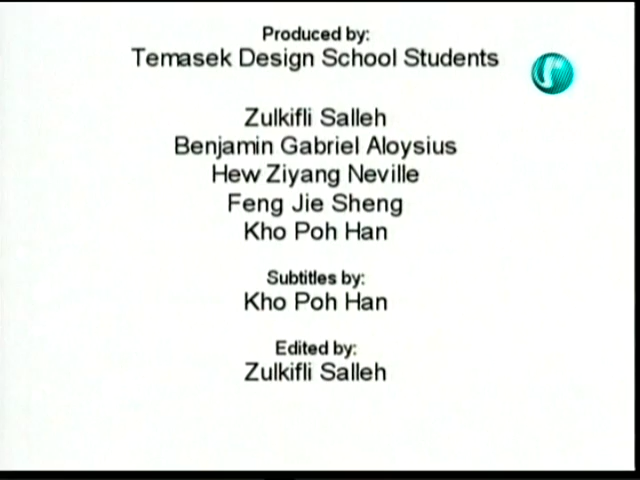 Produced by:
Temasek Design School Students
Zulkifli Salleh
Benjamin Gabriel Aloysius
Hew Ziyang Neville
Feng Jie Sheng
Kho Poh Han
Subtitles by:
Kho Poh Han
Edited by:
Zulkifli Salleh